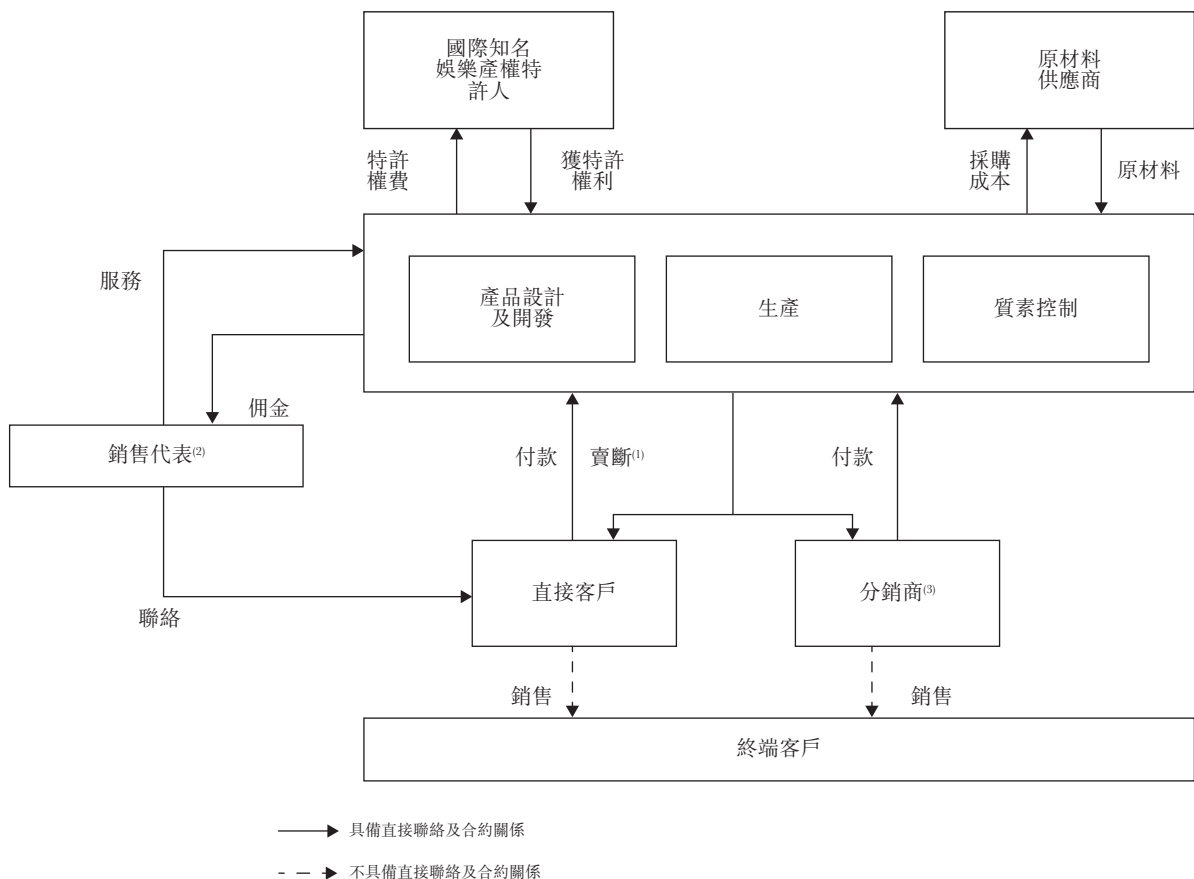 國際知名
娛樂產權特
許人
原材料
供應商
特許
權費
獲特許
權利
採購
成本
原材料
服務
產品設計
及開發
生產
質素控制
佣金
銷售代表(2)
付款
賣斷(1)
付款
直接客戶
分銷商(3)
聯絡
銷售
銷售
終端客戶
具備直接聯絡及合約關係
不具備直接聯絡及合約關係